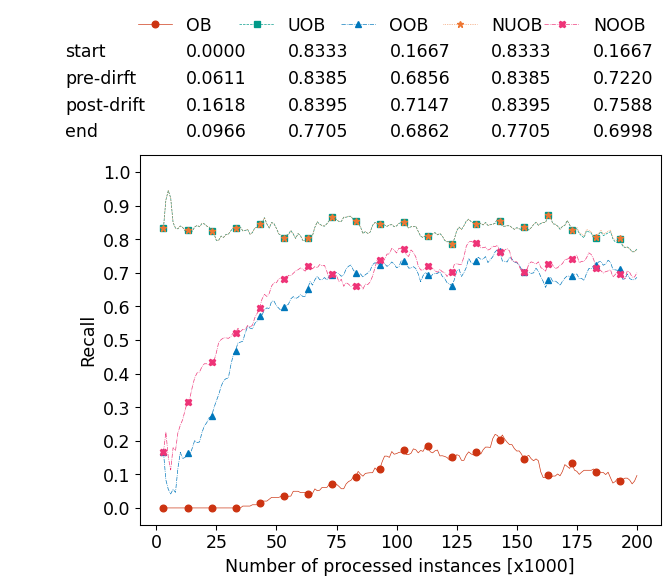 OB UOB OOB NUOB NOOB
start 0.0000 0.8333 0.1667 0.8333 0.1667
pre-dirft 0.0611 0.8385 0.6856 0.8385 0.7220
post-drift 0.1618 0.8395 0.7147 0.8395 0.7588
end 0.0966 0.7705 0.6862 0.7705 0.6998
1.0
0.9
0.8
0.7
0.6
0.5
0.4
0.3
0.2
0.1
0.0
Recall
0 25 50 75 100 125 150 175 200
Number of processed instances [x1000]